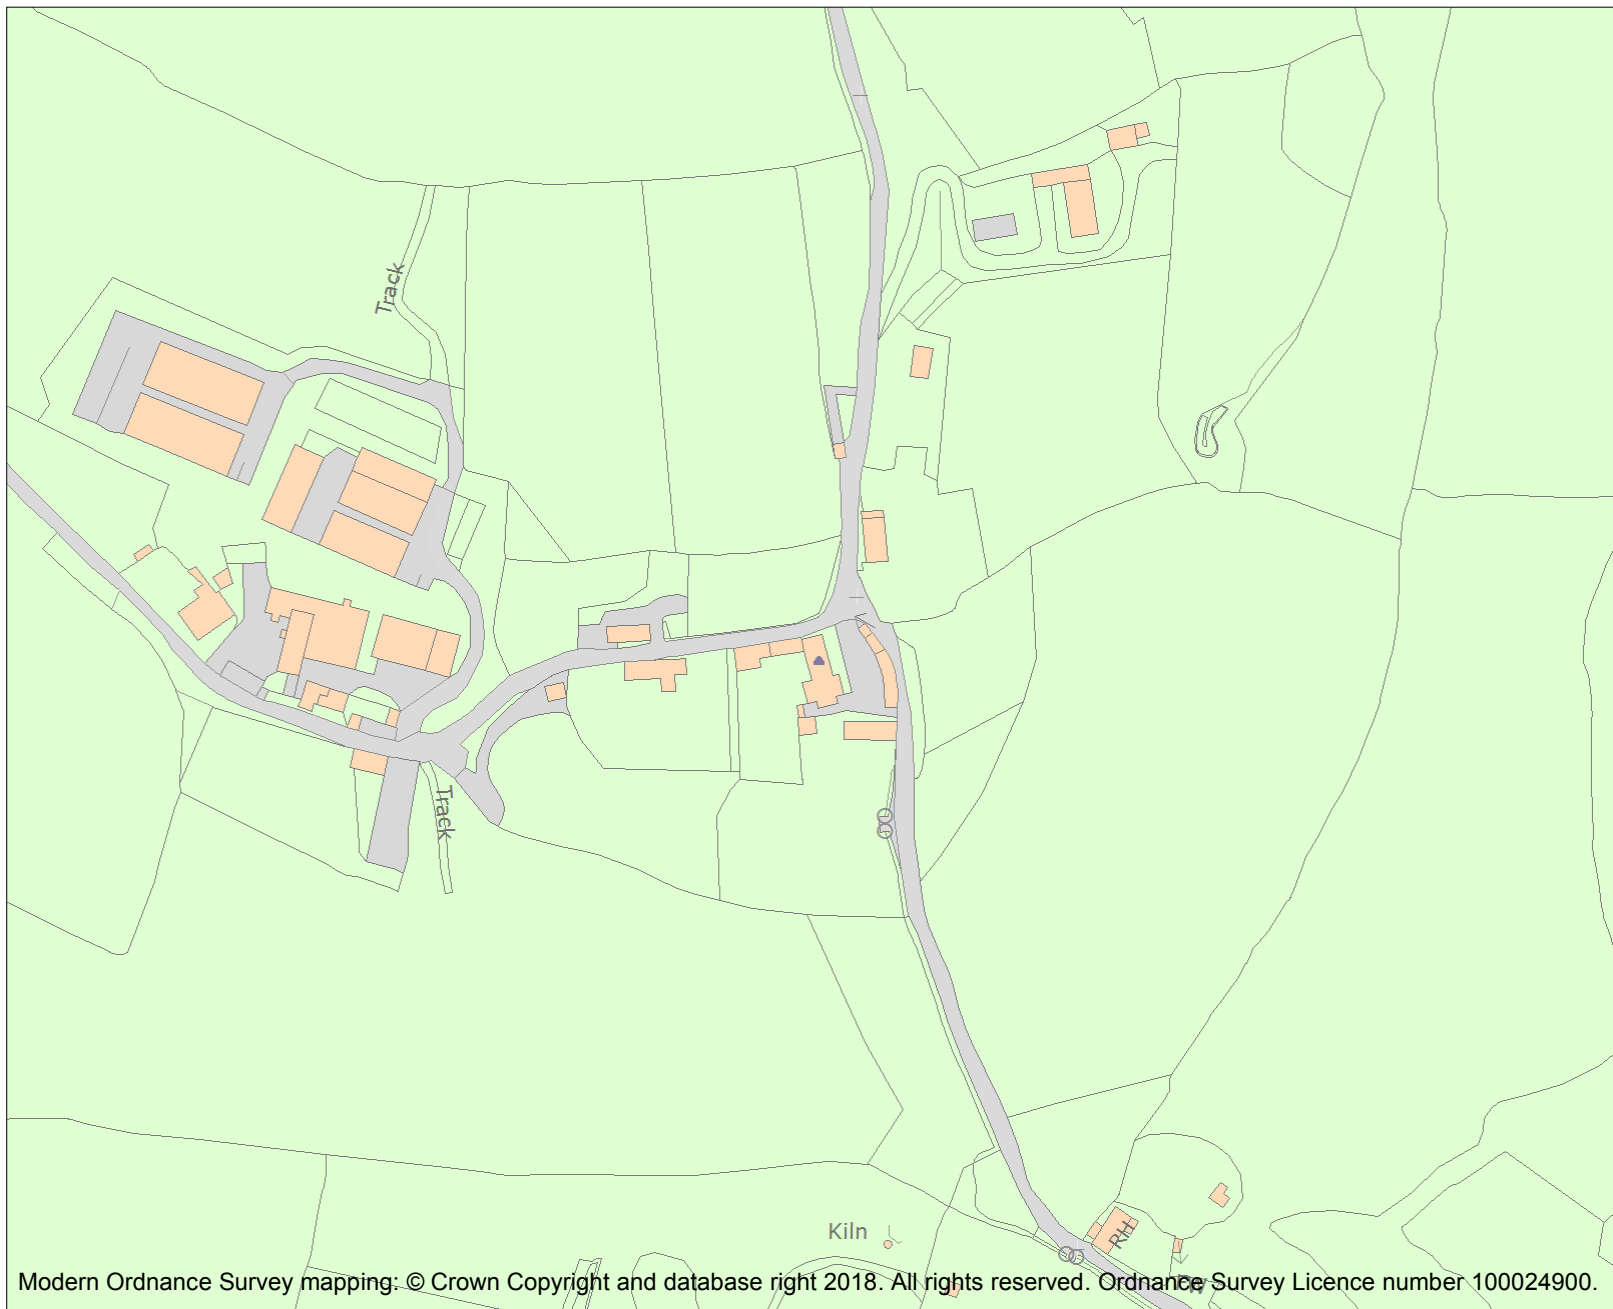 Track
Track
Kiln
RH
Modern Ordnance Survey mapping: © Crown Copyright and database right 2018. All rights reserved. Ordnance Survey Licence number 100024900.